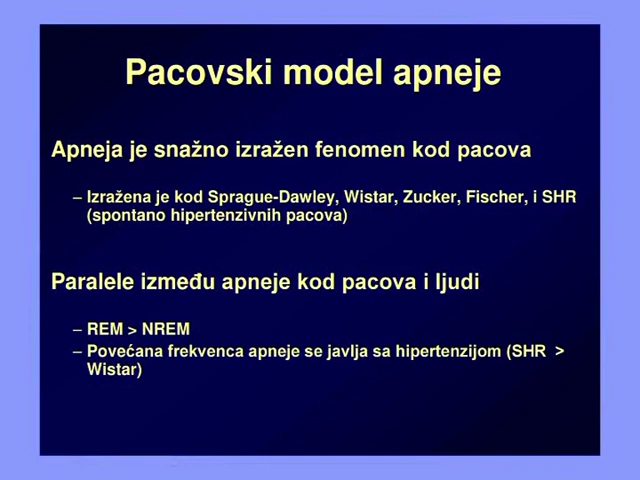 Pacovski model apneje
Apneja je snažno izražen fenomen kod pacova
– Izražena je kod Sprague-Dawley, Wistar, Zucker, Fischer, i SHR
(spontano hipertenzivnih pacova)
Paralele između apneje kod pacova i ljudi
– REM > NREM
– Povećana frekvenca apneje se javlja sa hipertenzijom (SHR >
Wistar)